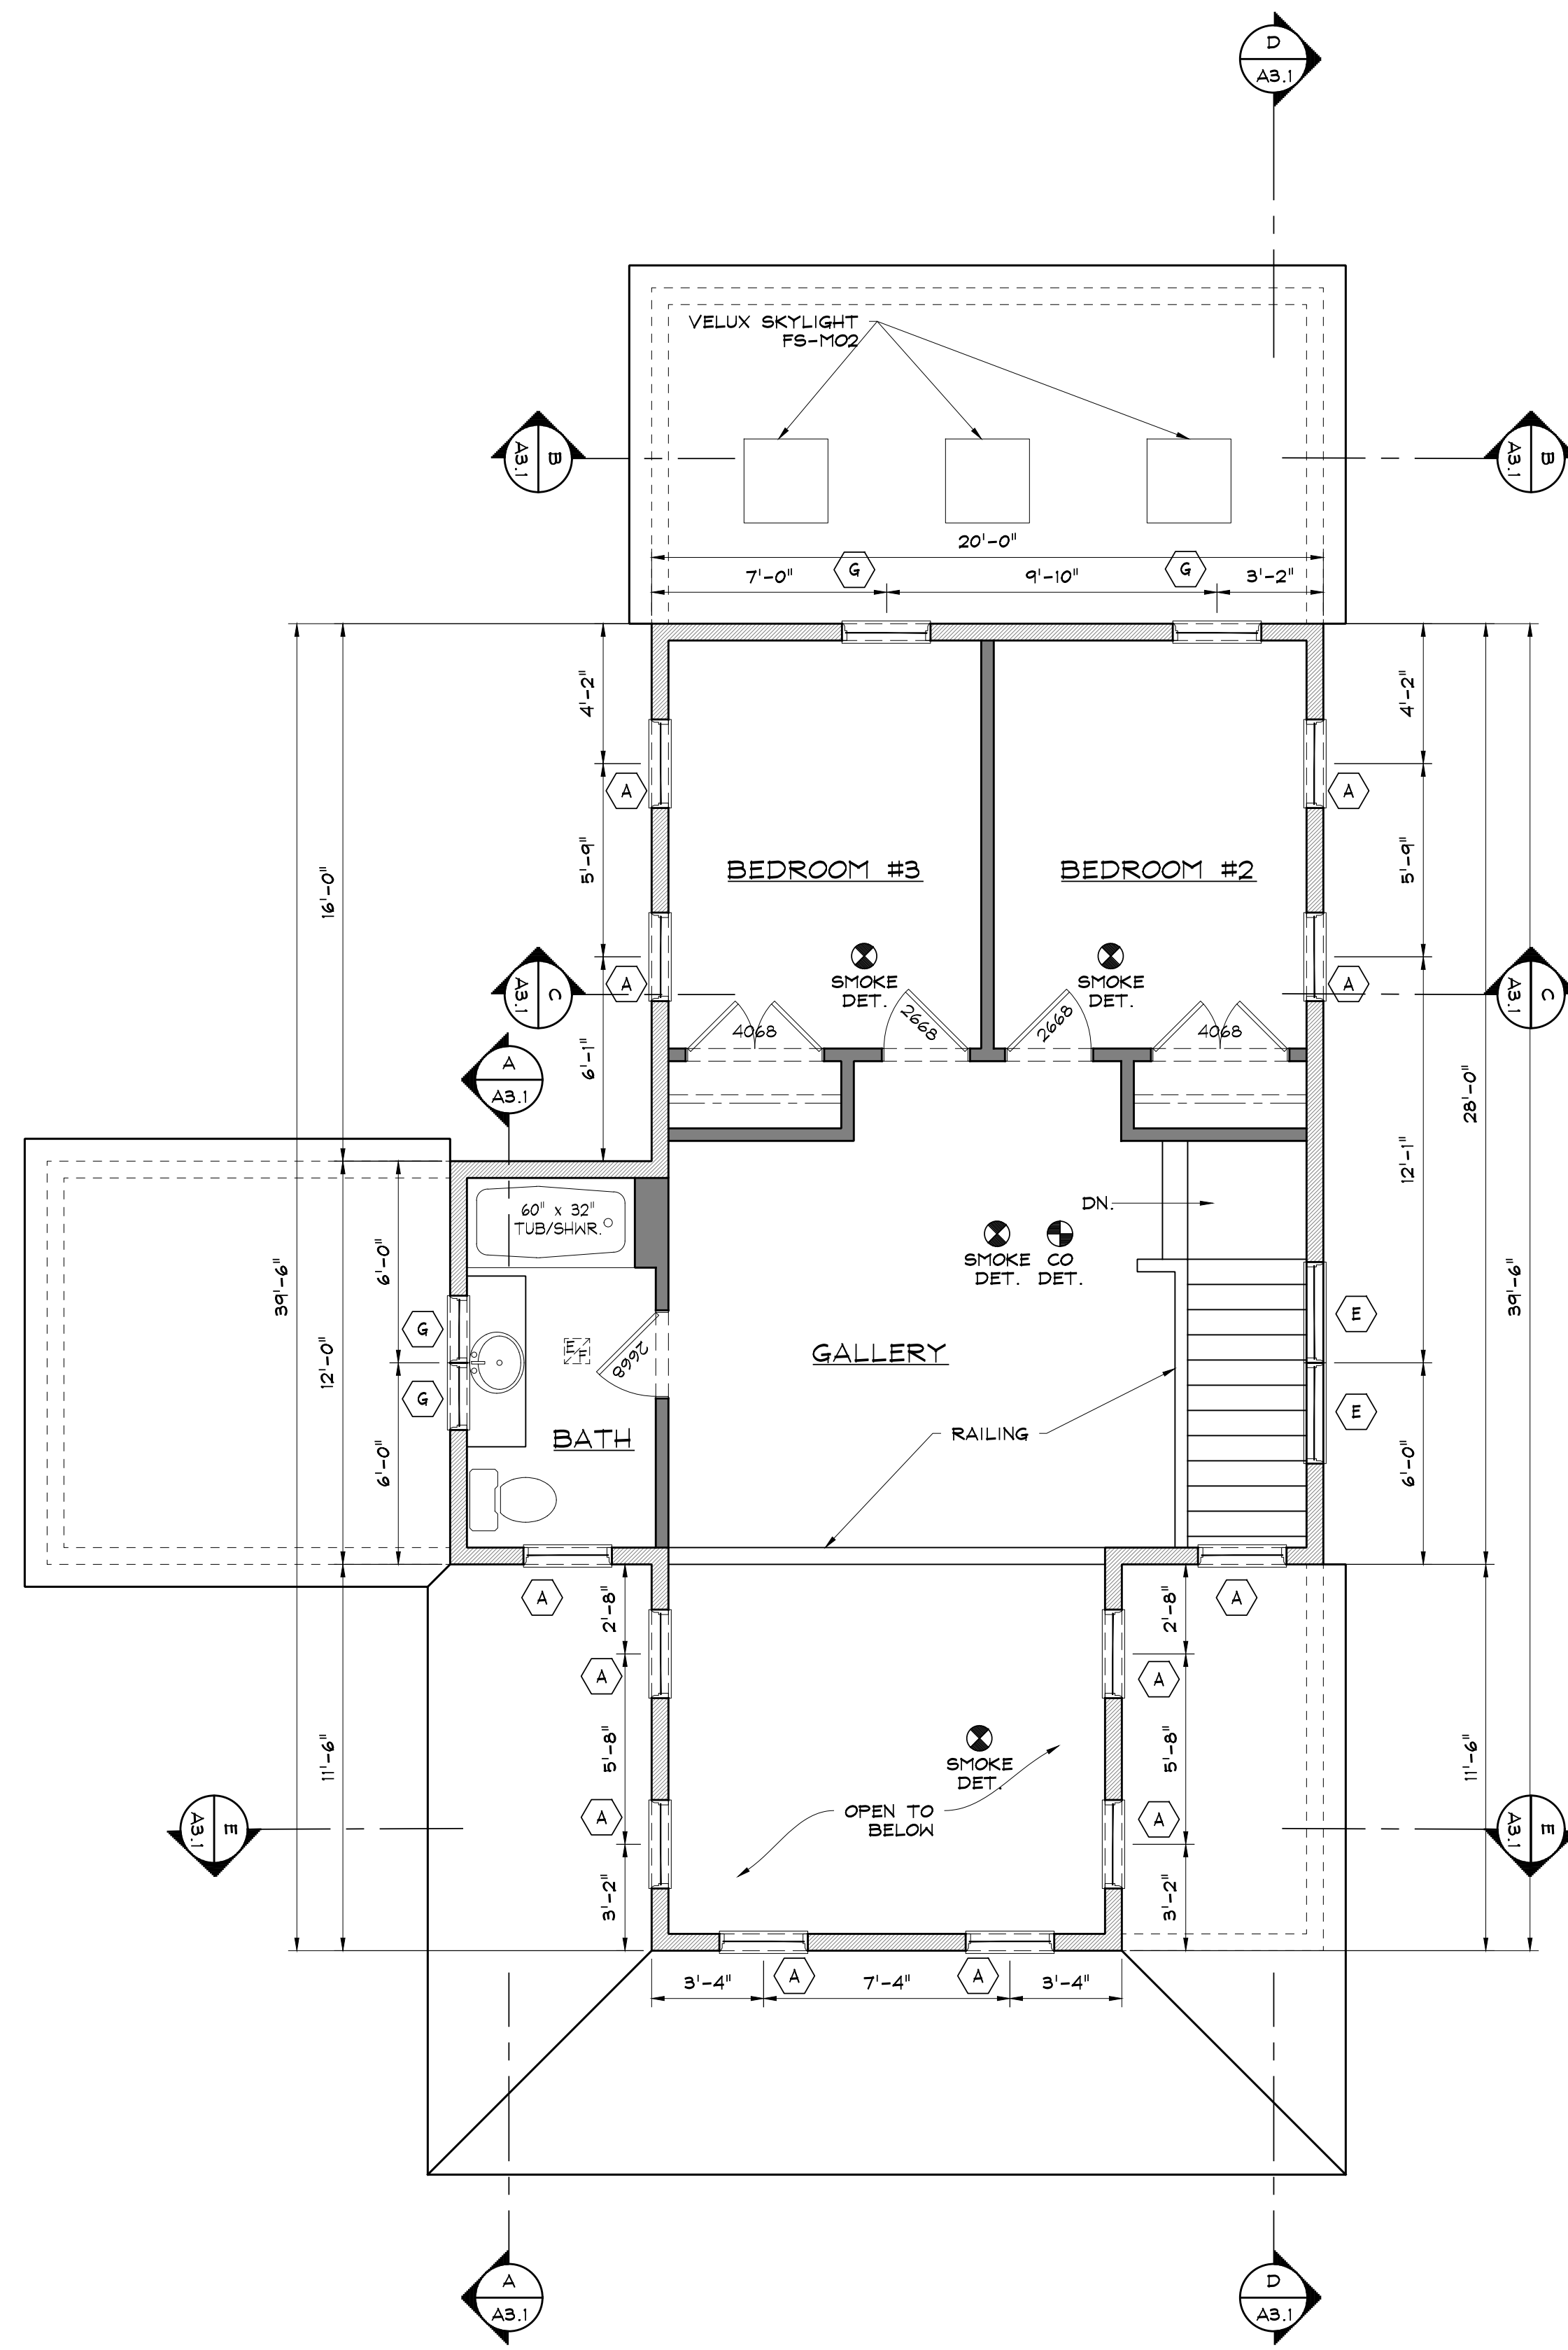 D
A3.1
VELUX SKYLIGHT
FS-M02
B
A3.1
B
A3.1
20'-0"
7'-0"
G
9'-10"
G
3'-2"
4'-2"
4'-2"
A
A
16'-0"
5'-9"
BEDROOM #3
BEDROOM #2
5'-9"
C
A3.1
A
SMOKE
DET.
SMOKE
DET.
A
C
A3.1
4068
2668
2668
4068
A
A3.1
6'-1"
28'-0"
12'-1"
60" x 32"
TUB/SHWR.
DN.
39'-6"
6'-0"
SMOKE
DET.
CO
DET.
39'-6"
G
E
12'-0"
E/F
2668
GALLERY
G
E
BATH
RAILING
6'-0"
6'-0"
A
2'-8"
2'-8"
A
A
A
11'-6"
5'-8"
SMOKE
DET.
5'-8"
11'-6"
E
A3.1
A
OPEN TO
BELOW
A
E
A3.1
3'-2"
3'-2"
3'-4"
A
7'-4"
A
3'-4"
A
A3.1
D
A3.1